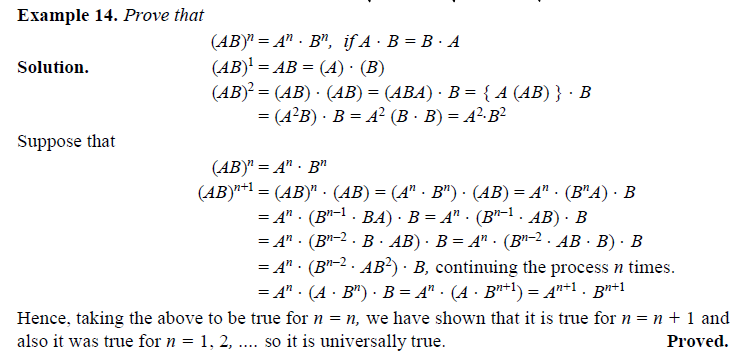 Example 14. Prove that
(AB)ⁿ = Aⁿ · Bⁿ, if A · B = B · A
Solution. (AB)¹ = AB = (A) · (B)
(AB)² = (AB) · (AB) = (ABA) · B = { A (AB) } · B
= (A²B) · B = A² (B · B) = A²·B²
Suppose that
(AB)ⁿ = Aⁿ · Bⁿ
(AB)ⁿ⁺¹ = (AB)ⁿ · (AB) = (Aⁿ · Bⁿ) · (AB) = Aⁿ · (BⁿA) · B
= Aⁿ · (Bⁿ⁻¹ · BA) · B = Aⁿ · (Bⁿ⁻¹ · AB) · B
= Aⁿ · (Bⁿ⁻² · B · AB) · B = Aⁿ · (Bⁿ⁻² · AB · B) · B
= Aⁿ · (Bⁿ⁻² · AB²) · B, continuing the process n times.
= Aⁿ · (A · Bⁿ) · B = Aⁿ · (A · Bⁿ⁺¹) = Aⁿ⁺¹ · Bⁿ⁺¹
Hence, taking the above to be true for n = n, we have shown that it is true for n = n + 1 and
also it was true for n = 1, 2, .... so it is universally true. Proved.